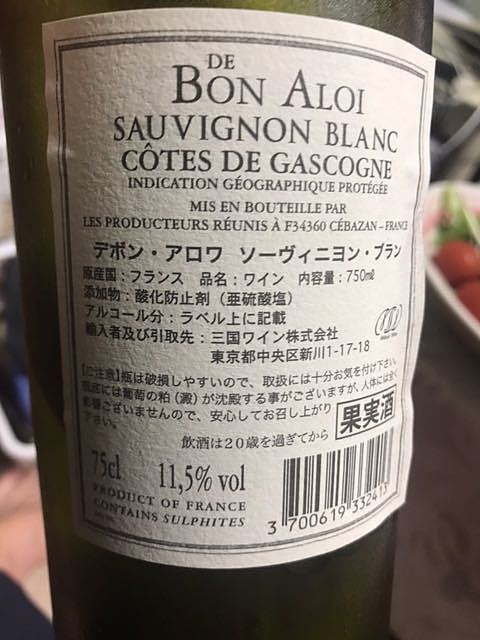 DE
BON ALOI
SAUVIGNON BLANC
CÔTES DE GASCOGNE
INDICATION GÉOGRAPHIQUE PROTÉGÉE
MIS EN BOUTEILLE PAR
LES PRODUCTEURS RÉUNIS À F34360 CÉBAZAN – FRANCE
デボン・アロワ ソーヴィニヨン・ブラン
原産国：フランス 品名：ワイン 内容量：750㎖
添加物：酸化防止剤（亜硫酸塩）
アルコール分：ラベル上に記載
輸入者及び引取先：三国ワイン株式会社
東京都中央区新川1-17-18
【ご注意】瓶は破損しやすいので、取扱には十分お気を付け下さい。
瓶底には葡萄の粕（澱）が沈殿する事がございますが、人体には全く
影響ございませんので、安心してお召し上がり
下さい。
果実酒
飲酒は20歳を過ぎてから
75cl 11,5% vol
PRODUCT OF FRANCE
CONTAINS SULPHITES
3 700619 332413